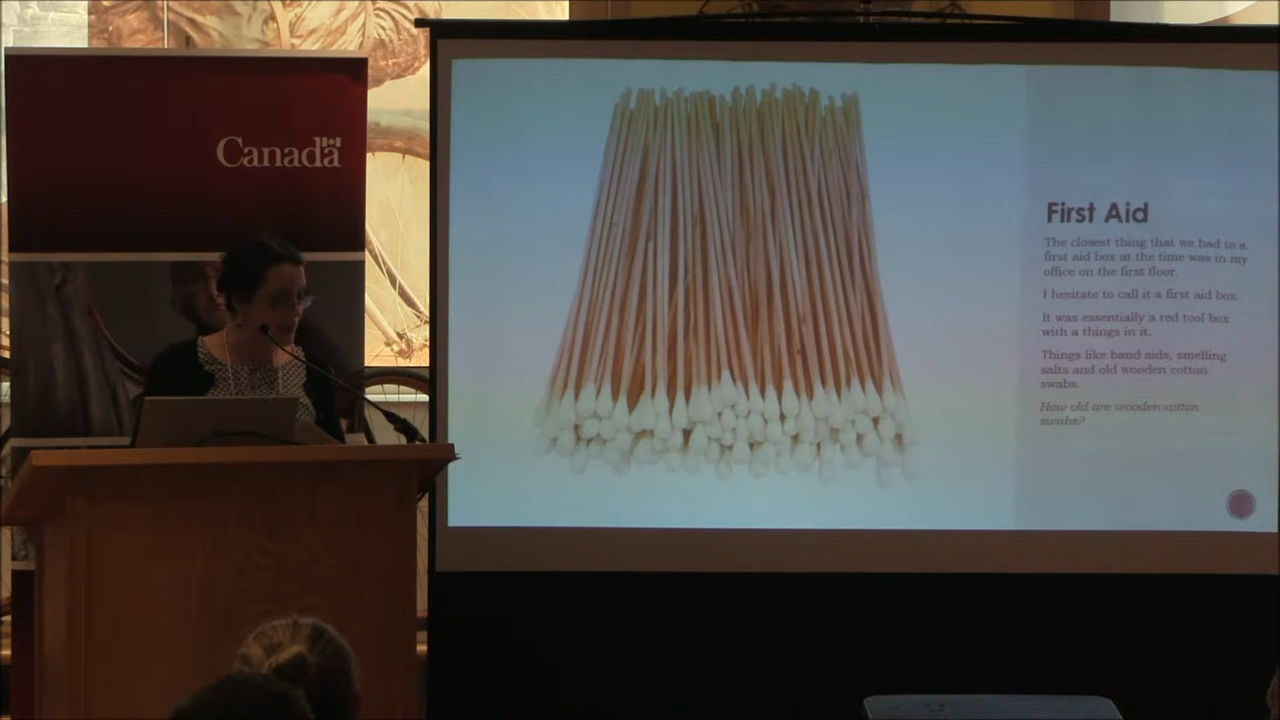 Canada
First Aid
The closest thing that we had to a
first aid box at the time was in my
office on the first floor.
I hesitate to call it a first aid box.
It was essentially a red tool box
with a things in it.
Things like band aids, smelling
salts and old wooden cotton
swabs.
How old are wooden cotton
swabs?